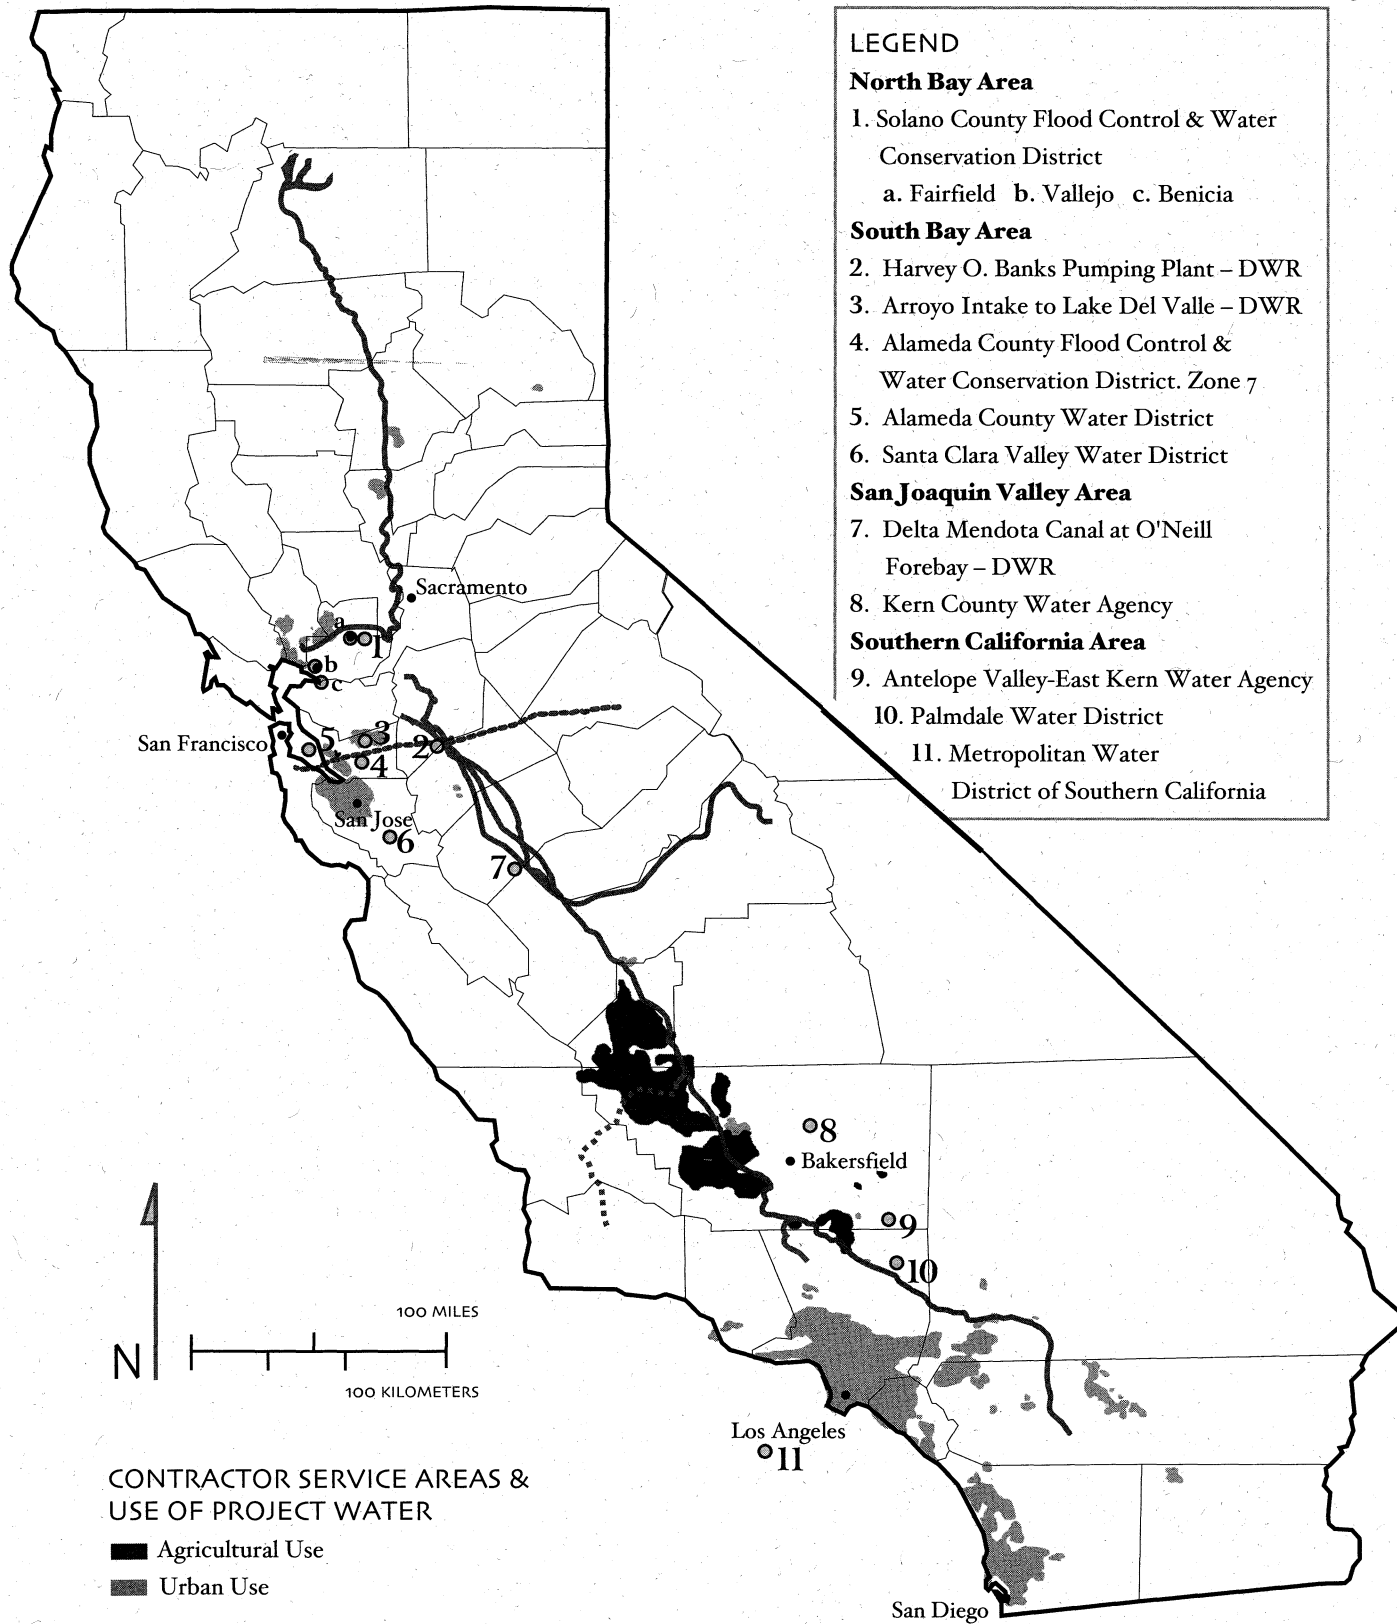 LEGEND
North Bay Area
1. Solano County Flood Control & Water
Conservation District
a. Fairfield b. Vallejo c. Benicia
South Bay Area
2. Harvey O. Banks Pumping Plant – DWR
3. Arroyo Intake to Lake Del Valle – DWR
4. Alameda County Flood Control &
Water Conservation District. Zone 7
5. Alameda County Water District
6. Santa Clara Valley Water District
San Joaquin Valley Area
7. Delta Mendota Canal at O'Neill
Forebay – DWR
8. Kern County Water Agency
Southern California Area
9. Antelope Valley-East Kern Water Agency
10. Palmdale Water District
11. Metropolitan Water
District of Southern California
Sacramento
a
1
b
c
San Francisco
5
3
2
4
San Jose
6
7
8
Bakersfield
9
10
100 MILES
N
100 KILOMETERS
Los Angeles
11
CONTRACTOR SERVICE AREAS &
USE OF PROJECT WATER
Agricultural Use
Urban Use
San Diego